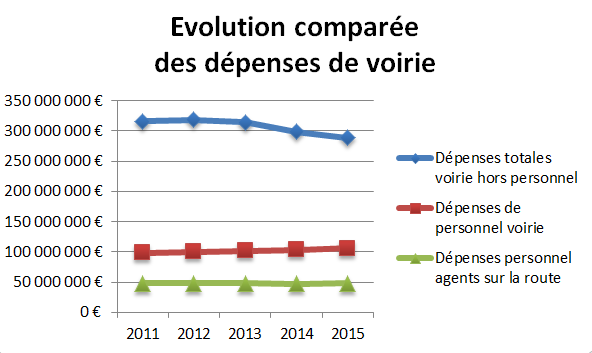 Evolution comparée
des dépenses de voirie
350 000 000 €
300 000 000 €
250 000 000 €
200 000 000 €
150 000 000 €
100 000 000 €
50 000 000 €
0 €
2011 2012 2013 2014 2015
Dépenses totales
voirie hors personnel
Dépenses de
personnel voirie
Dépenses personnel
agents sur la route